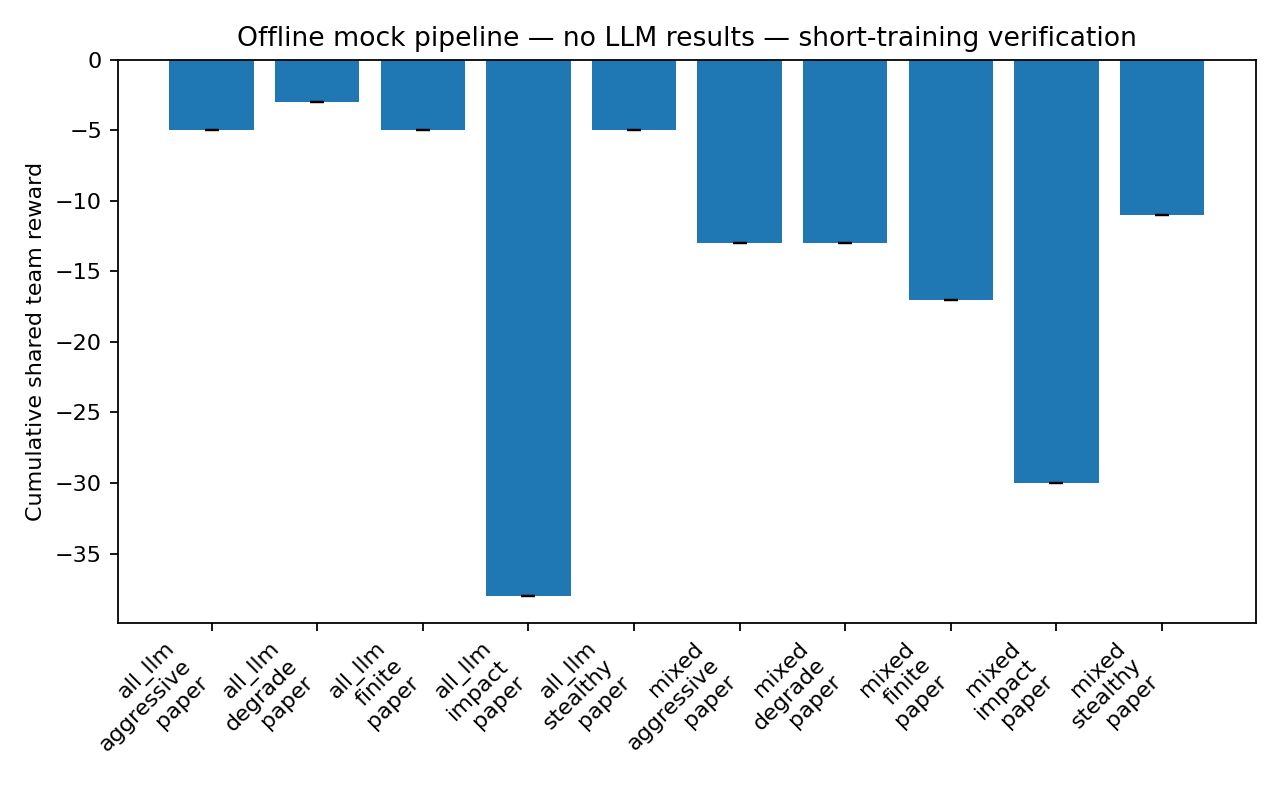 Offline mock pipeline — no LLM results — short-training verification
Cumulative shared team reward
0
−5
−10
−15
−20
−25
−30
−35
all_llm
aggressive
paper
all_llm
degrade
paper
all_llm
finite
paper
all_llm
impact
paper
all_llm
stealthy
paper
mixed
aggressive
paper
mixed
degrade
paper
mixed
finite
paper
mixed
impact
paper
mixed
stealthy
paper